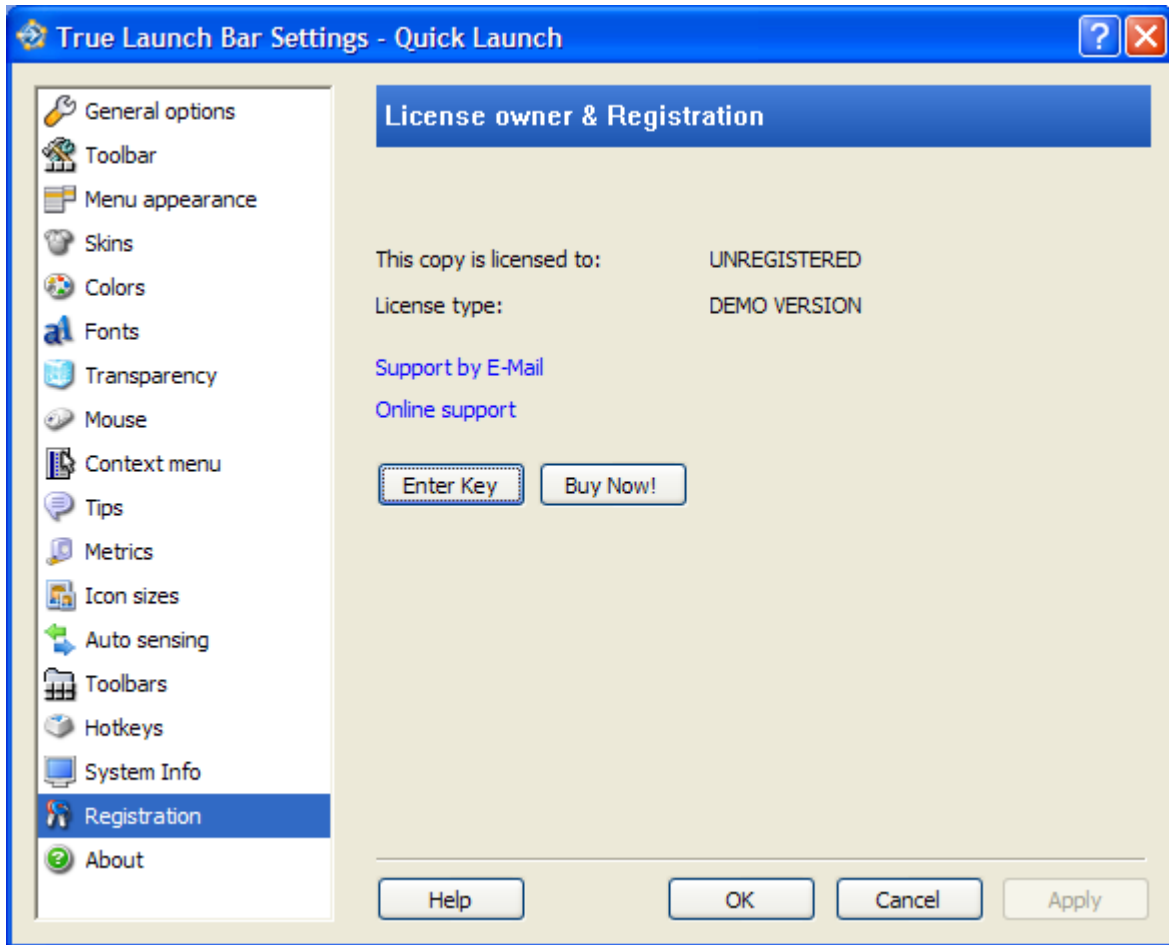 True Launch Bar Settings - Quick Launch
General options
Toolbar
Menu appearance
Skins
Colors
Fonts
Transparency
Mouse
Context menu
Tips
Metrics
Icon sizes
Auto sensing
Toolbars
Hotkeys
System Info
Registration
About
License owner & Registration
This copy is licensed to: UNREGISTERED
License type: DEMO VERSION
Support by E-Mail
Online support
Enter Key Buy Now!
Help OK Cancel Apply